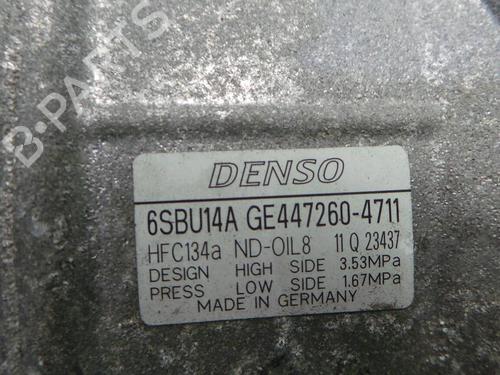 B-PARTS
DENSO
6SBU14A GE447260-4711
HFC134a ND-OIL8 11 Q 23437
DESIGN HIGH SIDE 3.53MPa
PRESS LOW SIDE 1.67MPa
MADE IN GERMANY